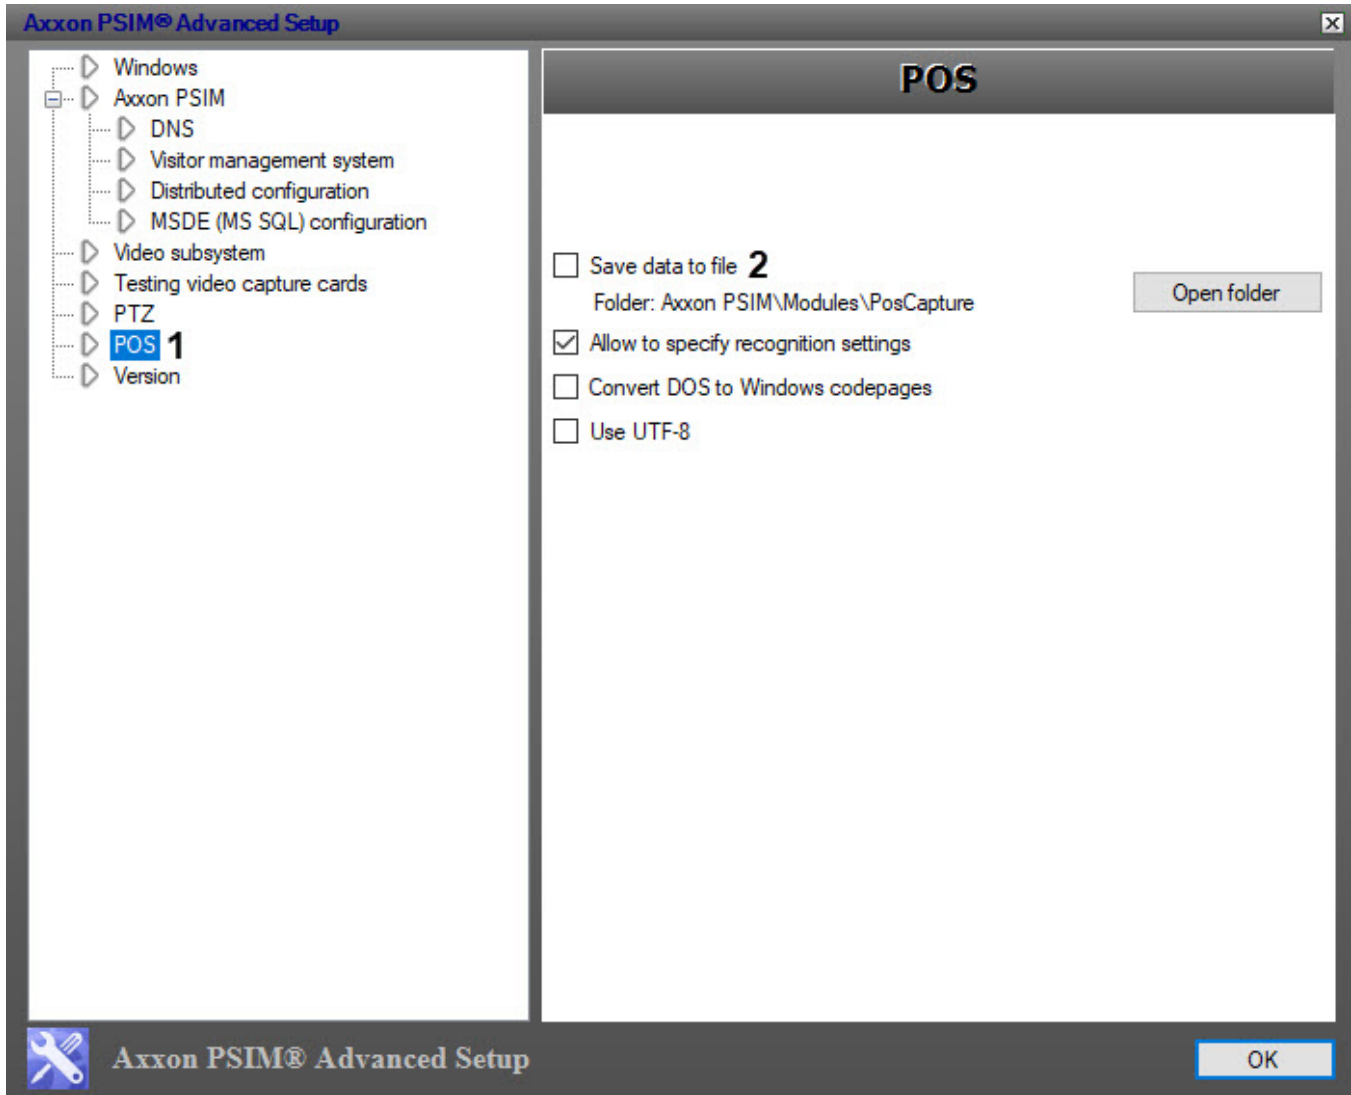 Axxon PSIM® Advanced Setup
Windows
Axxon PSIM
DNS
Visitor management system
Distributed configuration
MSDE (MS SQL) configuration
Video subsystem
Testing video capture cards
PTZ
POS 1
Version
POS
Save data to file 2
Folder: Axxon PSIM\Modules\PosCapture
Open folder
Allow to specify recognition settings
Convert DOS to Windows codepages
Use UTF-8
Axxon PSIM® Advanced Setup
OK